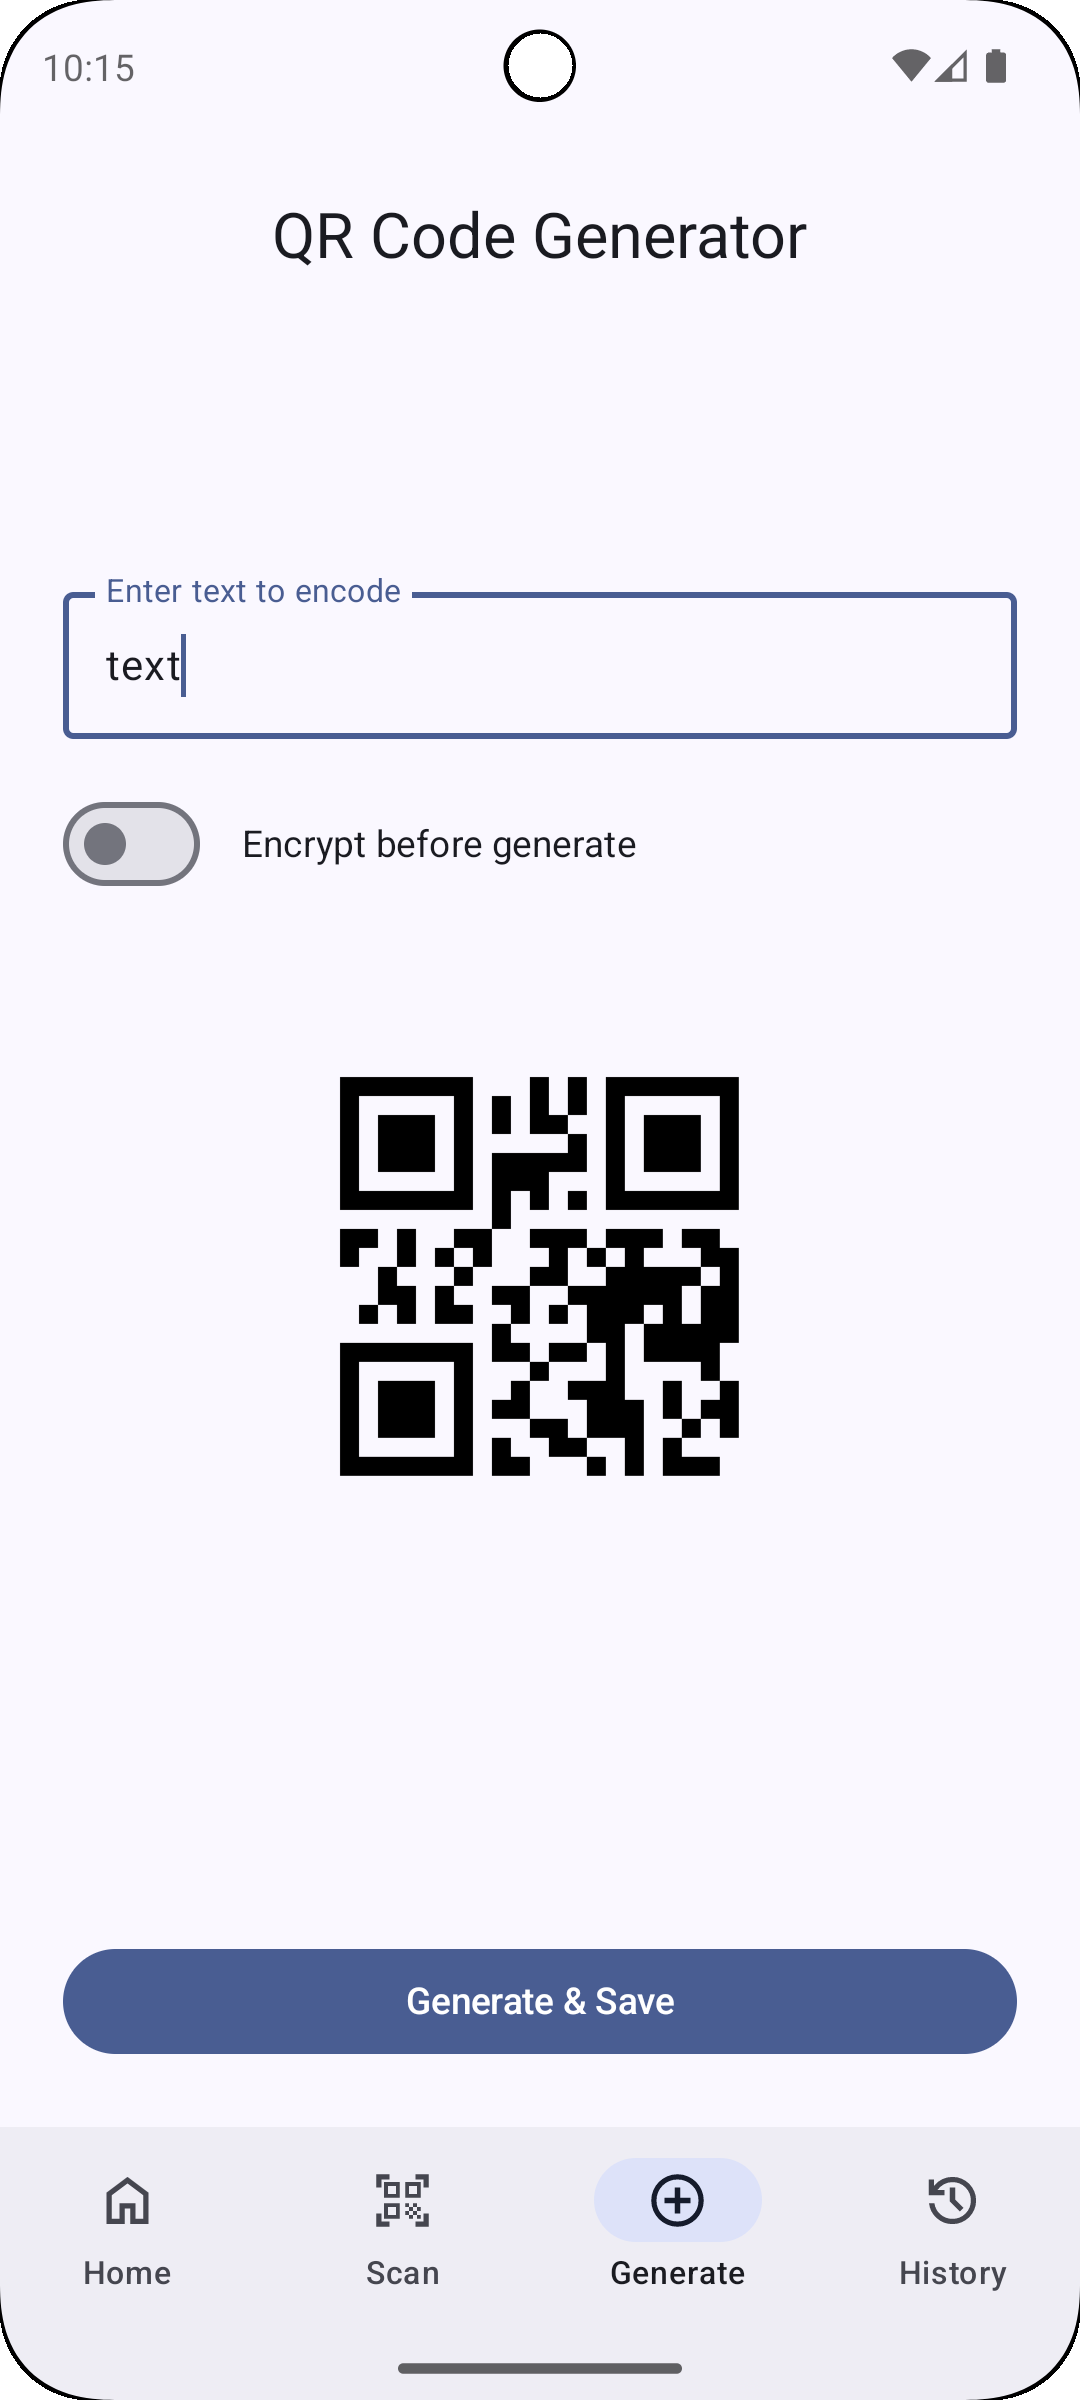 10:15
QR Code Generator
Enter text to encode
text
Encrypt before generate
Generate & Save
Home
Scan
Generate
History